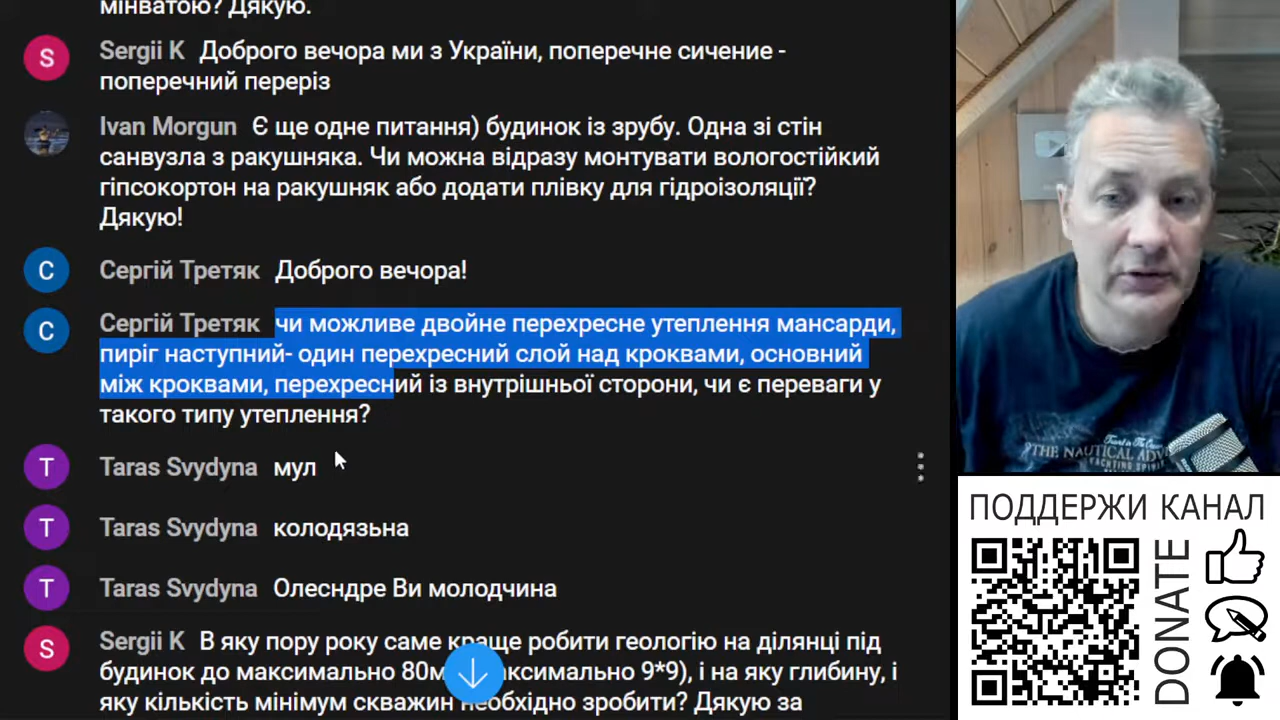 мінватою? Дякую.
S Sergii K Доброго вечора ми з України, поперечне сичение -
поперечний переріз
Ivan Morgun Є ще одне питання) будинок із зрубу. Одна зі стін
санвузла з ракушняка. Чи можна відразу монтувати вологостійкий
гіпсокортон на ракушняк або додати плівку для гідроізоляції?
Дякую!
С Сергій Третяк Доброго вечора!
С Сергій Третяк чи можливе двойне перехресне утеплення мансарди,
пиріг наступний- один перехресний слой над кроквами, основний
між кроквами, перехресний із внутрішньої сторони, чи є переваги у
такого типу утеплення?
T Taras Svydyna мул
T Taras Svydyna колодязьна
T Taras Svydyna Олеснdре Ви молодчина
S Sergii K В яку пору року саме краще робити геологію на ділянці під
будинок до максимально 80м 9*9), і на яку глибину, і
яку кількість мінімум скважин необхідно зробити? Дякую за
THE NAUTICAL
YACHTING
ПОДДЕРЖИ КАНАЛ
DONATE